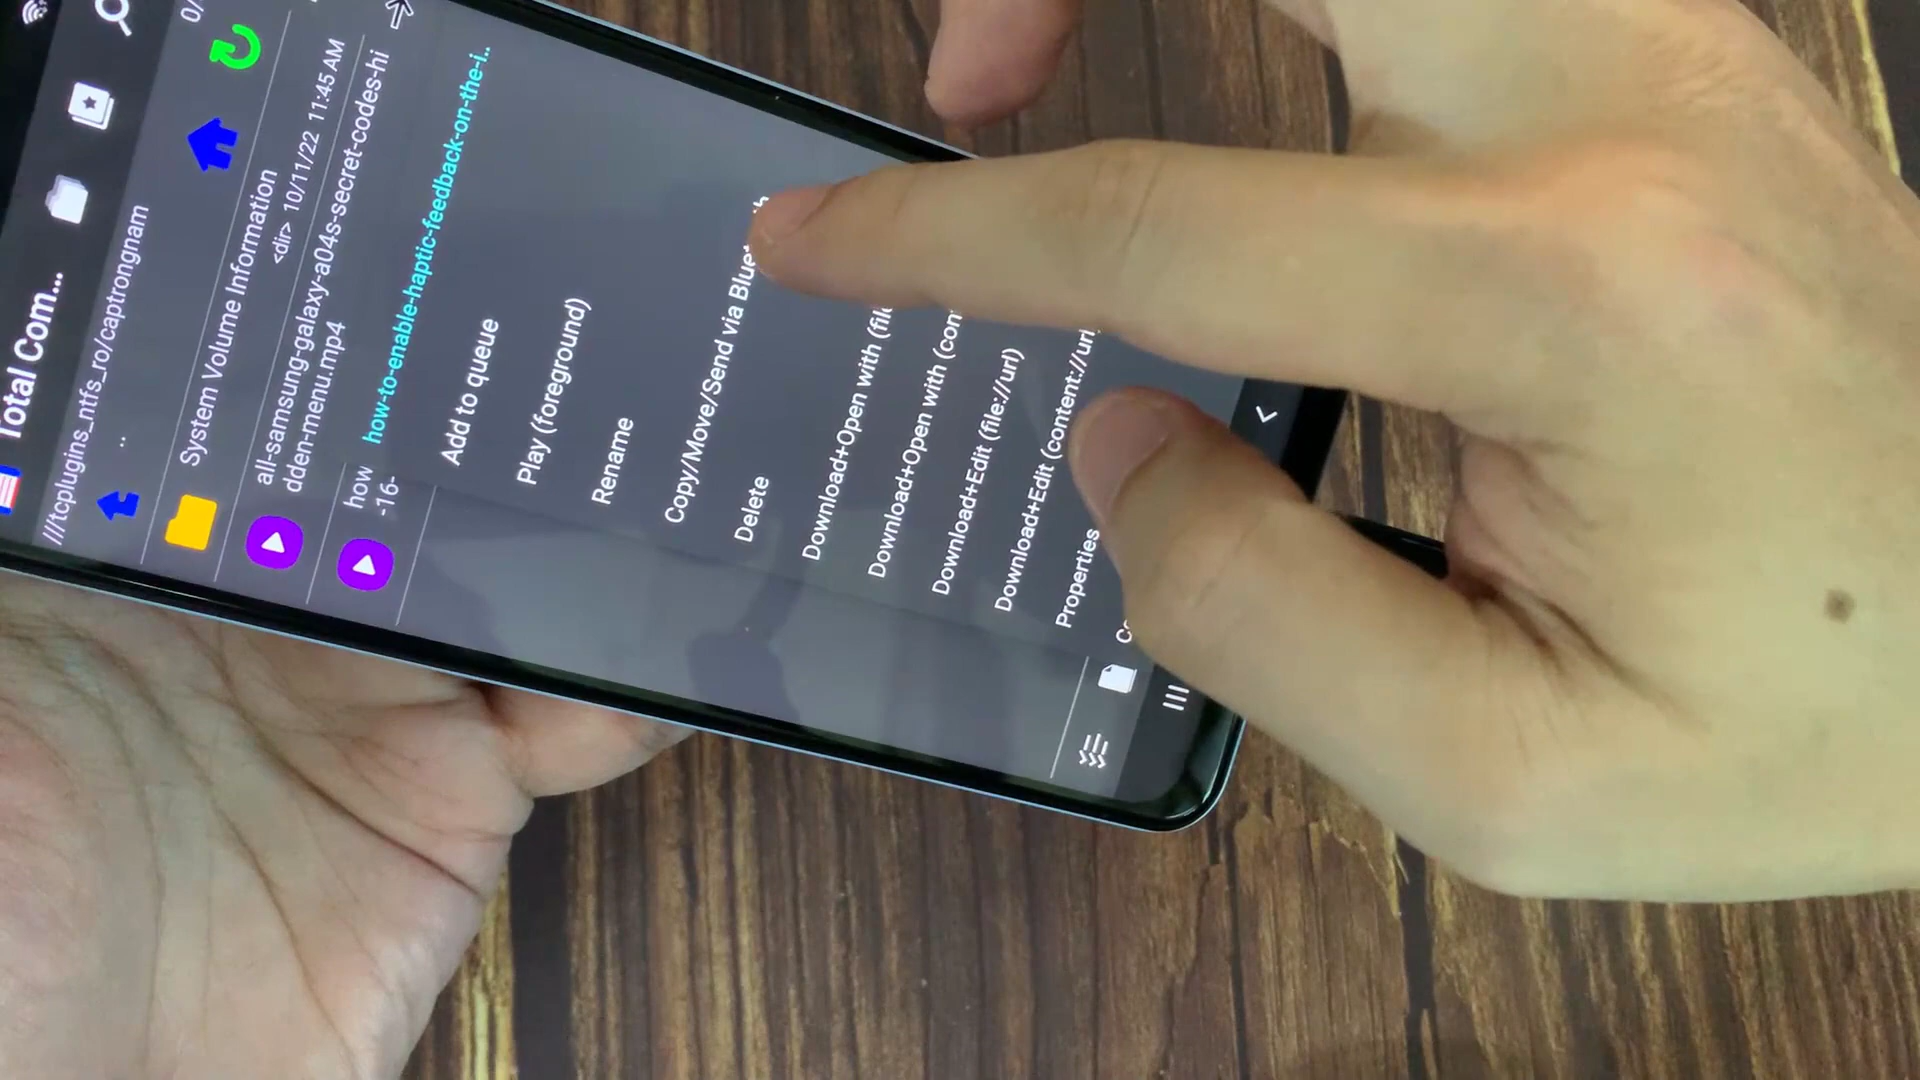 Total Com...
///tcplugins_ntfs_ro/captrongnam
0/
..
System Volume Information
<dir> 10/11/22 11:45 AM
all-samsung-galaxy-a04s-secret-codes-hi
dden-menu.mp4
how
-16-
how-to-enable-haptic-feedback-on-the-i..
Add to queue
Play (foreground)
Rename
Copy/Move/Send via
Delete
Download+Open with
Download+Open with
Download+Edit (file://url)
Download+Edit (content://url
Properties